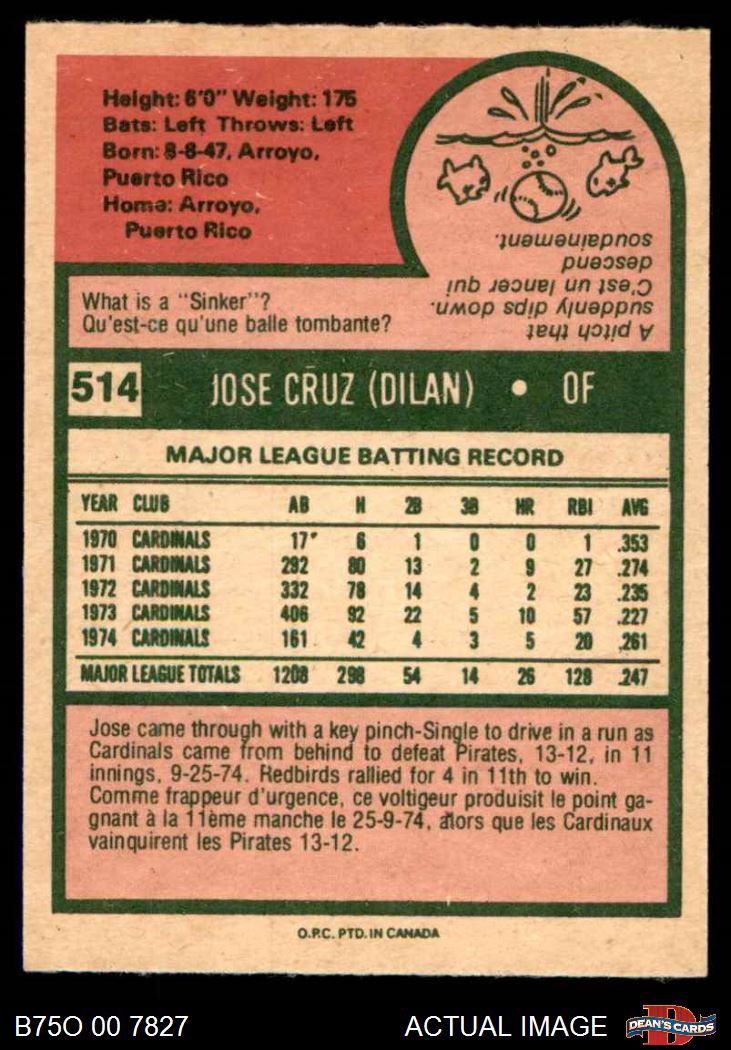 Height: 6'0" Weight: 175
Bats: Left Throws: Left
Born: 8-8-47, Arroyo,
Puerto Rico
Home: Arroyo,
Puerto Rico
What is a "Sinker"?
Qu'est-ce qu'une balle tombante?
A pitch that
suddenly dips down.
C'est un lancer qui
descend
soudainement.
514 JOSE CRUZ (DILAN) • OF
MAJOR LEAGUE BATTING RECORD
YEAR CLUB AB H 2B 3B HR RBI AVG
1970 CARDINALS 17* 6 1 0 0 1 .353
1971 CARDINALS 292 80 13 2 9 27 .274
1972 CARDINALS 332 78 14 4 2 23 .235
1973 CARDINALS 406 92 22 5 10 57 .227
1974 CARDINALS 161 42 4 3 5 20 .261
MAJOR LEAGUE TOTALS 1208 298 54 14 26 128 .247
Jose came through with a key pinch-Single to drive in a run as
Cardinals came from behind to defeat Pirates, 13-12, in 11
innings, 9-25-74. Redbirds rallied for 4 in 11th to win.
Comme frappeur d'urgence, ce voltigeur produisit le point ga-
gnant à la 11ème manche le 25-9-74, alors que les Cardinaux
vainquirent les Pirates 13-12.
O.P.C. PTD. IN CANADA
B75O 00 7827 ACTUAL IMAGE
DEAN'S CARDS